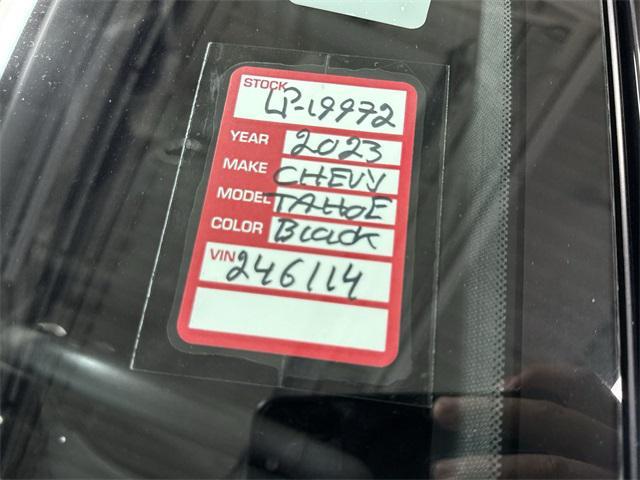 STOCK LP-19972
YEAR 2023
MAKE CHEVY
MODEL TAHOE
COLOR Black
VIN 246114